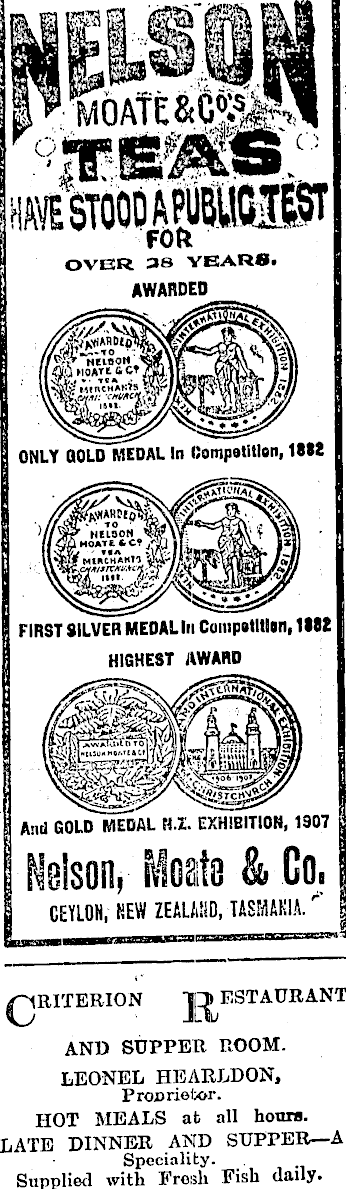 NELSON
MOATE & CO'S
TEAS
HAVE STOOD A PUBLIC TEST
FOR
OVER 38 YEARS.
AWARDED
AWARDED
TO
NELSON
MOATE & CO
TEA
MERCHANTS
CHRISTCHURCH
1882.
INTERNATIONAL EXHIBITION 1882
ONLY GOLD MEDAL In Competition, 1882
AWARDED
TO
NELSON
MOATE & CO.
TEA
MERCHANTS
CHRISTCHURCH
1882.
INTERNATIONAL EXHIBITION 1882
FIRST SILVER MEDAL In Competition, 1882
HIGHEST AWARD
AWARDED TO
NELSON MOATE & CO
INTERNATIONAL EXHIBITION
1906 1907
CHRISTCHURCH
And GOLD MEDAL N.Z. EXHIBITION, 1907
Nelson, Moate & Co.
CEYLON, NEW ZEALAND, TASMANIA.
CRITERION RESTAURANT
AND SUPPER ROOM.
LEONEL HEARLDON,
Proprietor.
HOT MEALS at all hours.
LATE DINNER AND SUPPER—A
Speciality.
Supplied with Fresh Fish daily.